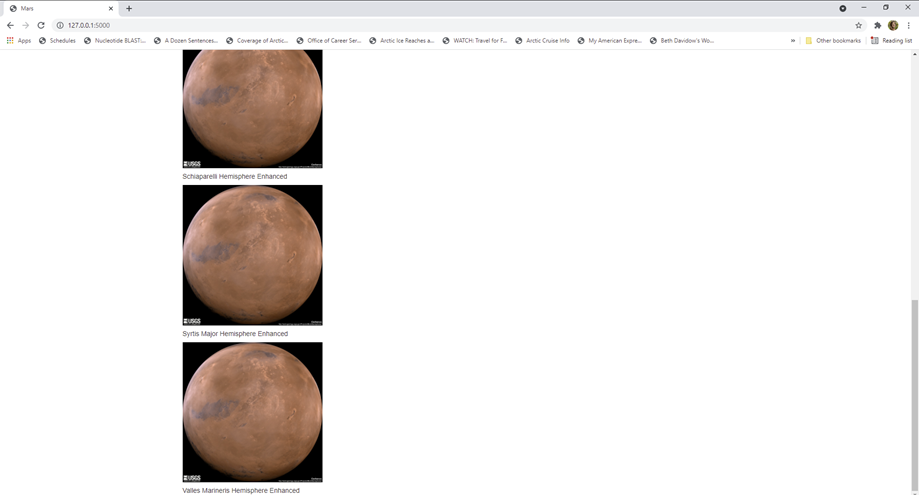 Mars
127.0.0.1:5000
Apps Schedules Nucleotide BLAST:... A Dozen Sentences... Coverage of Arctic... Office of Career Ser... Arctic Ice Reaches a... WATCH: Travel for F... Arctic Cruise Info My American Expre... Beth Davidow's Wo... » Other bookmarks Reading list
USGS
Schiaparelli Hemisphere Enhanced
USGS
Syrtis Major Hemisphere Enhanced
USGS
Valles Marineris Hemisphere Enhanced